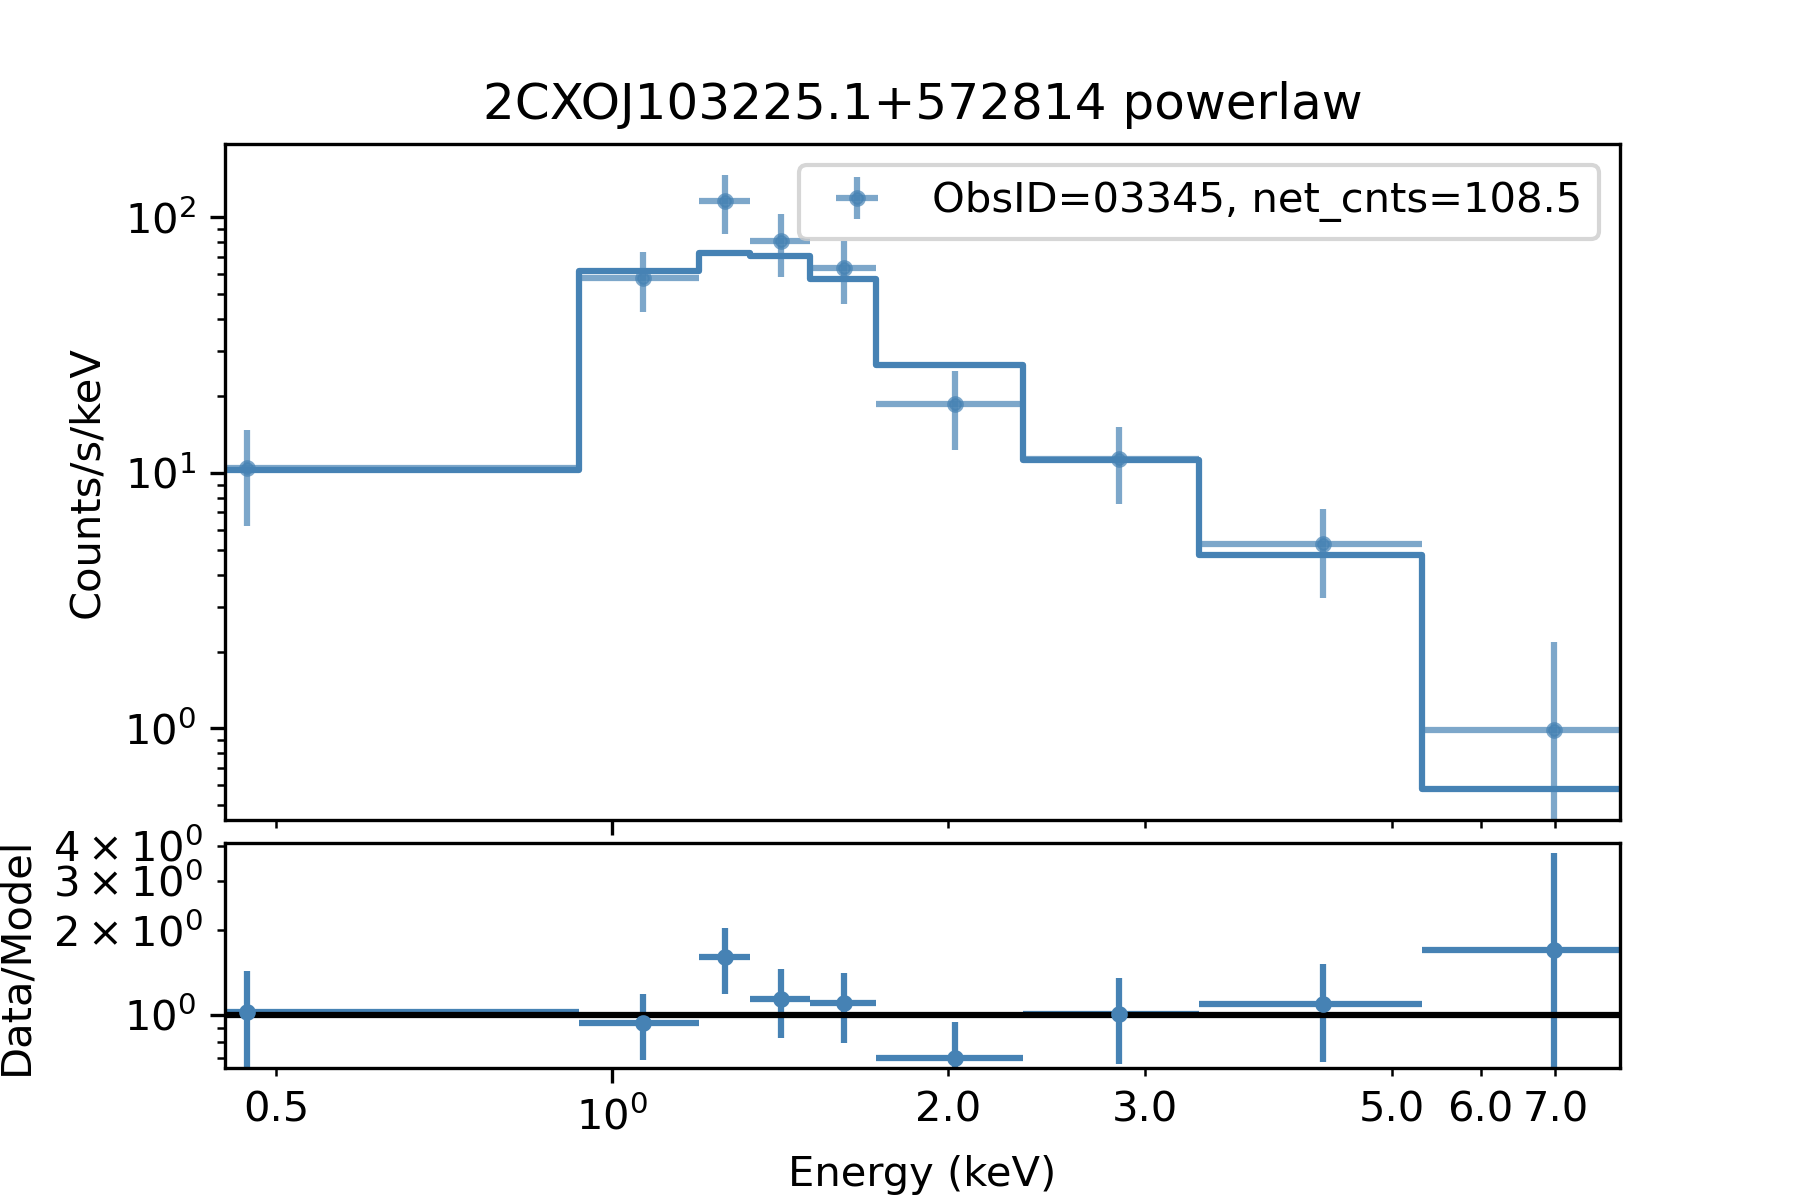 2CXOJ103225.1+572814 powerlaw
ObsID=03345, net_cnts=108.5
Counts/s/keV
10²
10¹
10⁰
Data/Model
4 × 10⁰
3 × 10⁰
2 × 10⁰
10⁰
0.5 10⁰ 2.0 3.0 5.0 6.0 7.0
Energy (keV)